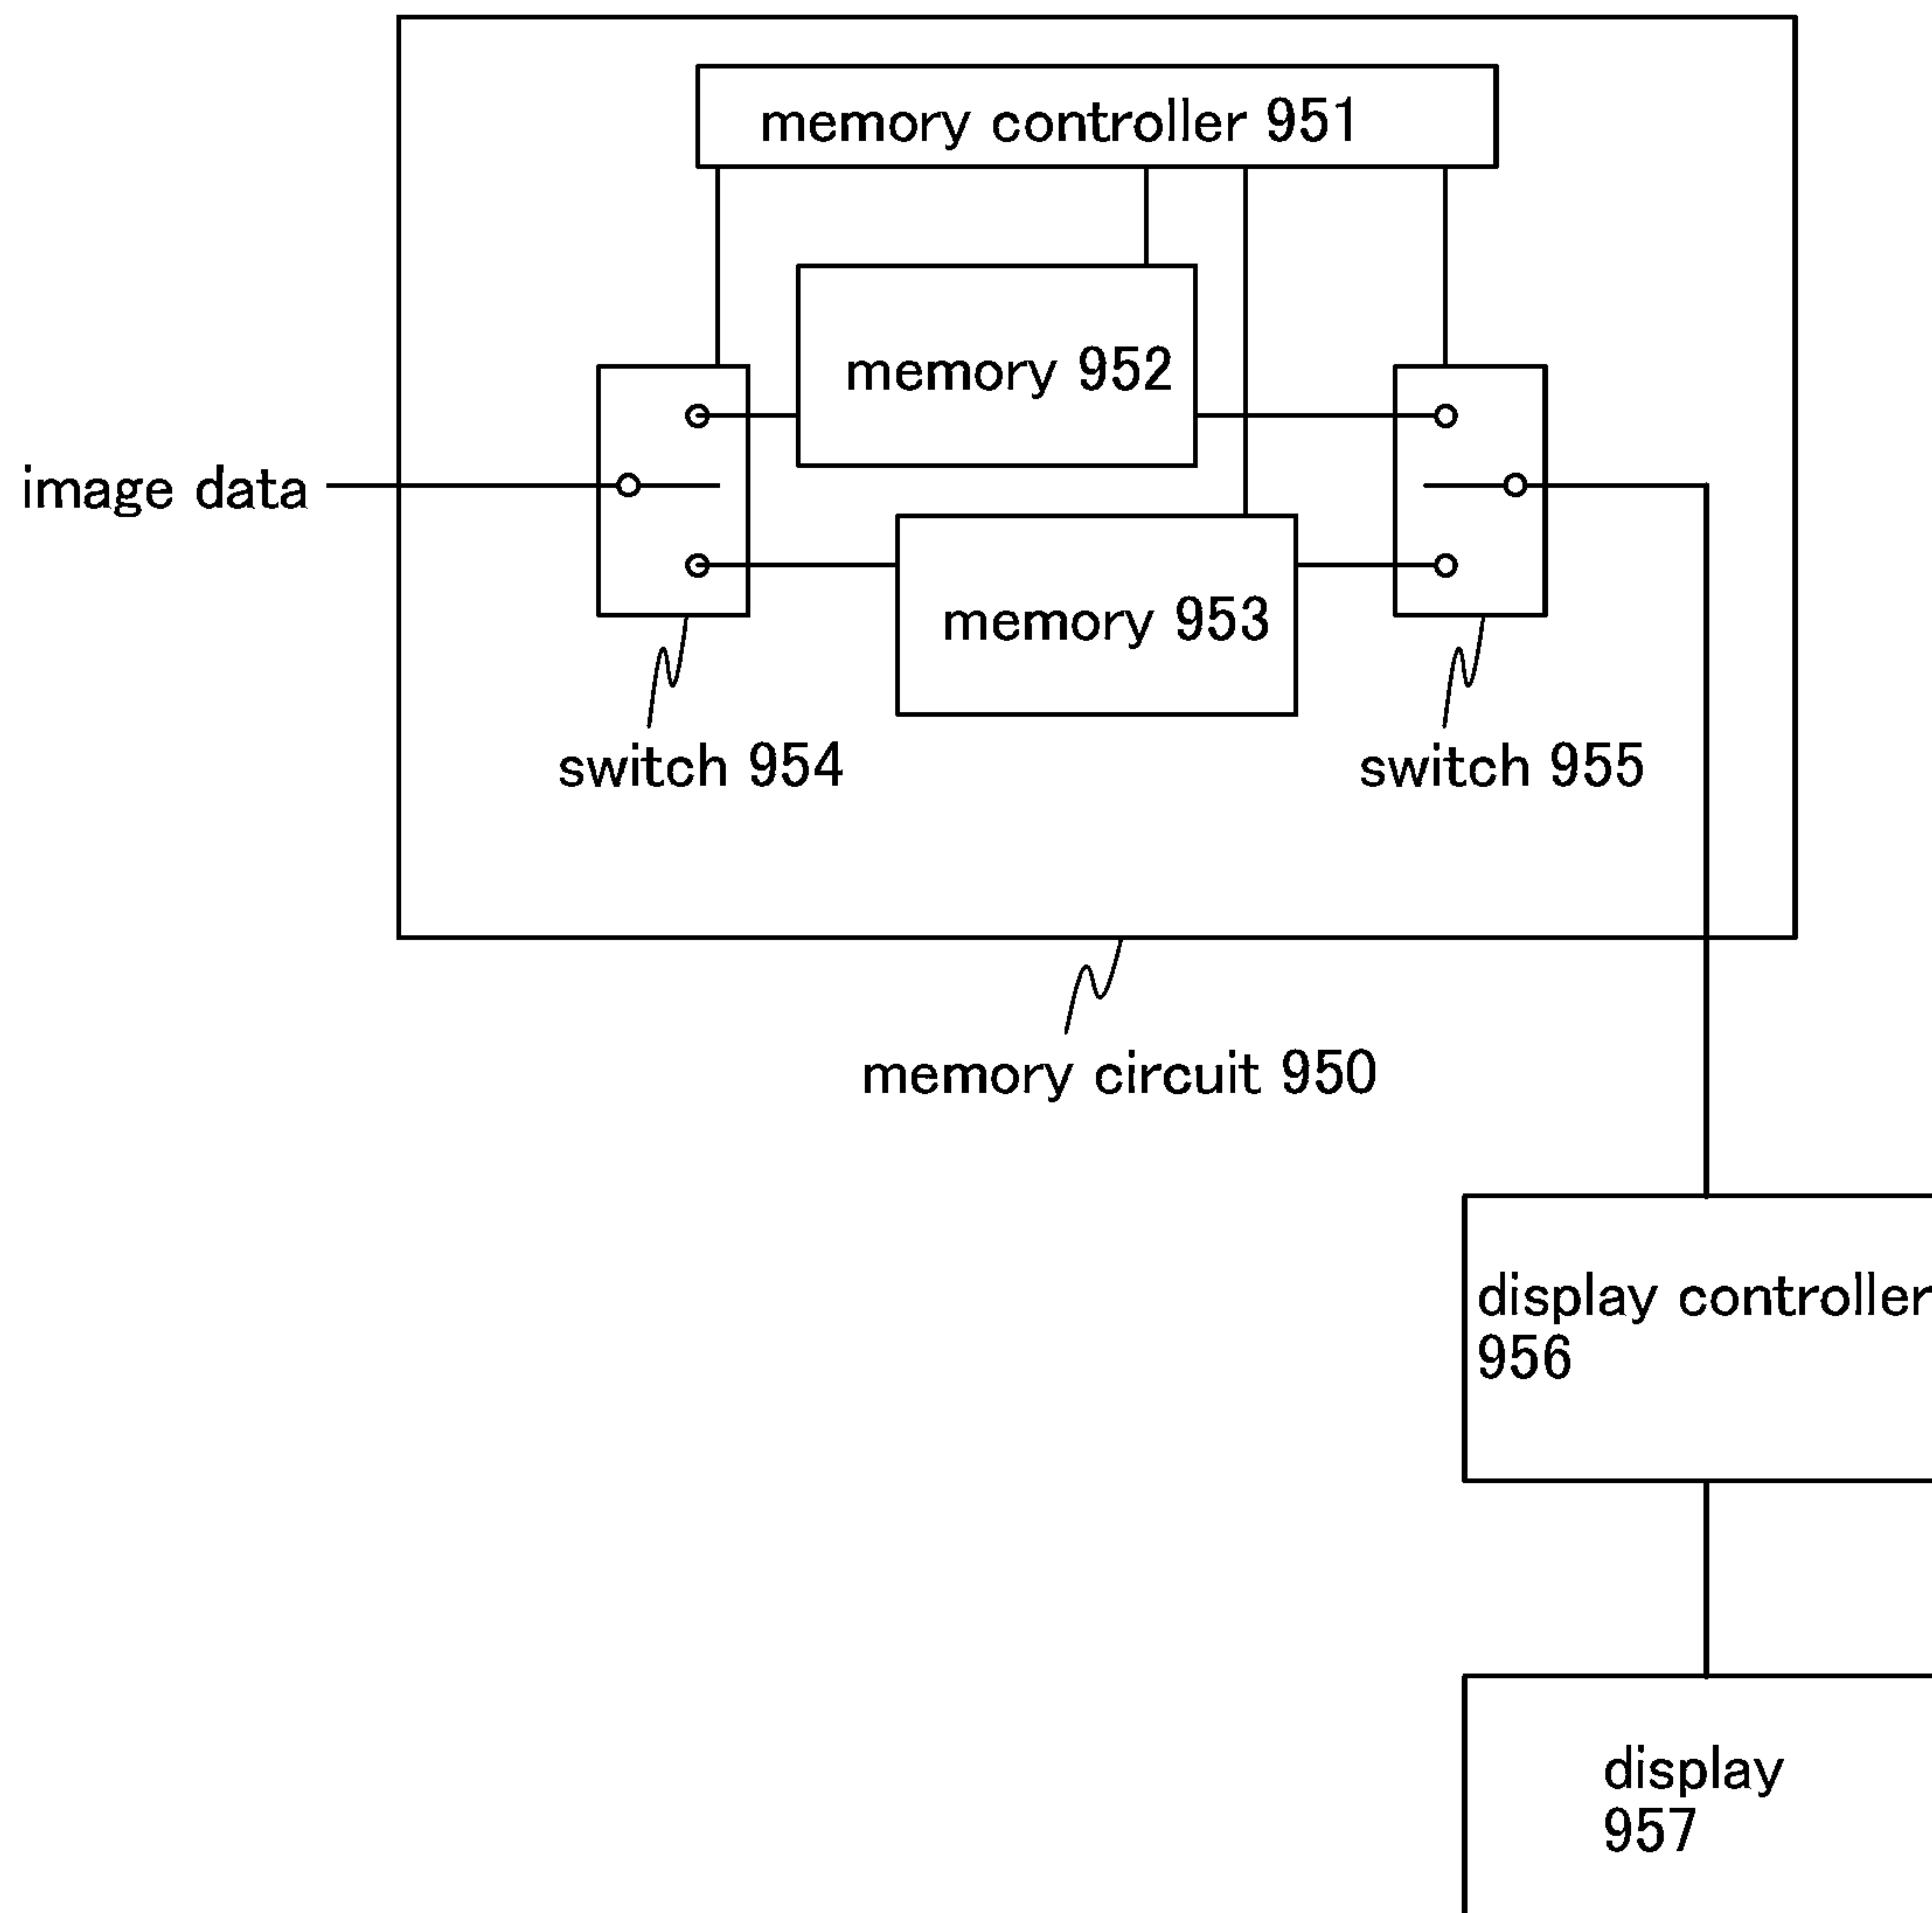 memory controller 951
memory 952
image data
memory 953
switch 954
switch 955
memory circuit 950
display controller
956
display
957